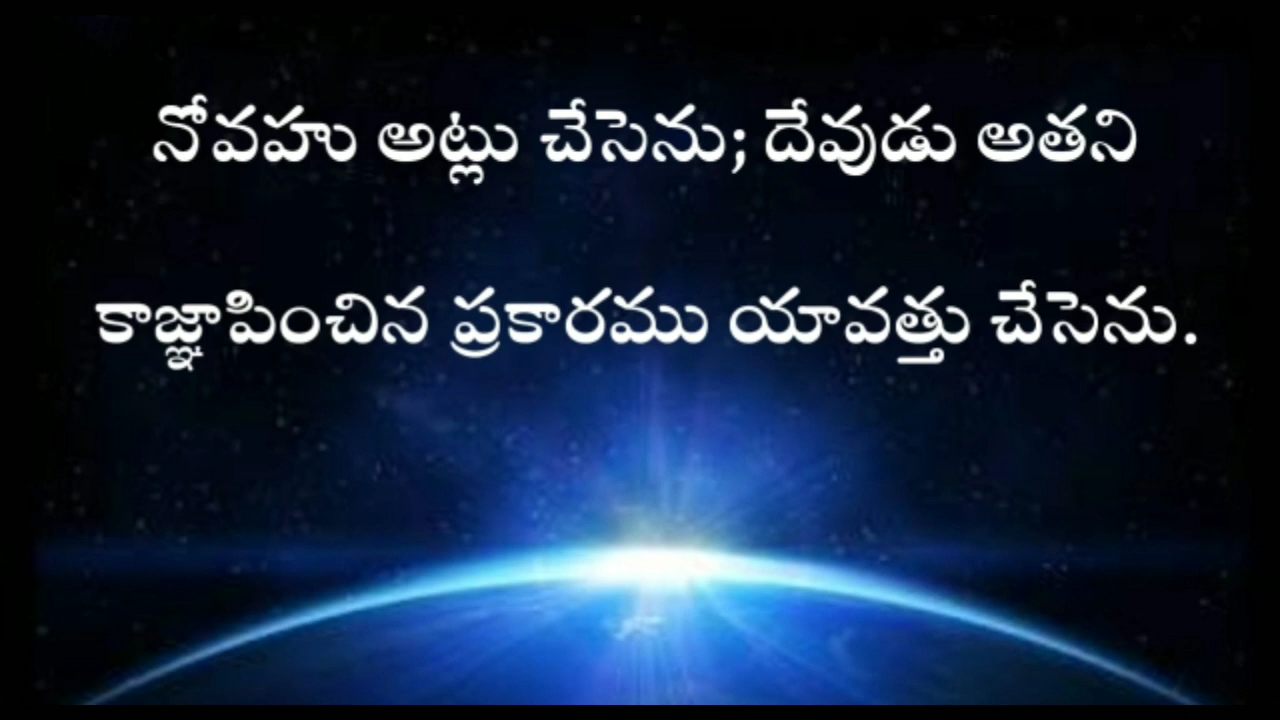 నోవహు అట్లు చేసెను; దేవుడు అతని
కాజ్ఞాపించిన ప్రకారము యావత్తు చేసెను.